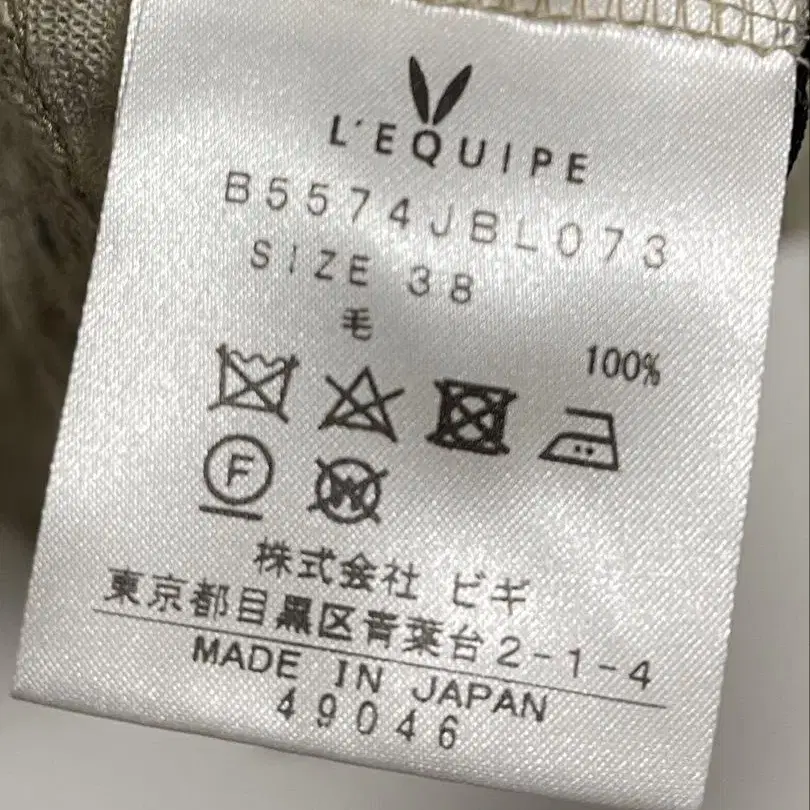 L'EQUIPE
B5574JBL073
SIZE 38
毛
100%
F
W
株式会社 ビギ
東京都目黒区青葉台2-1-4
MADE IN JAPAN
49046